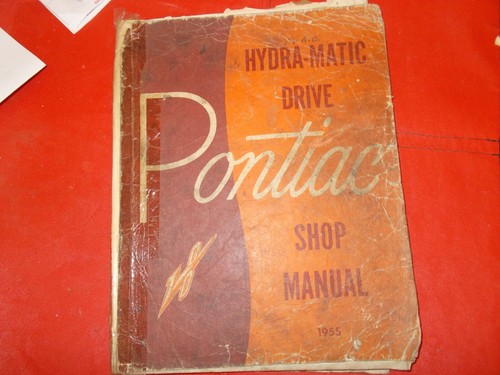 HYDRA-MATIC
DRIVE
Pontiac
SHOP
MANUAL
1955